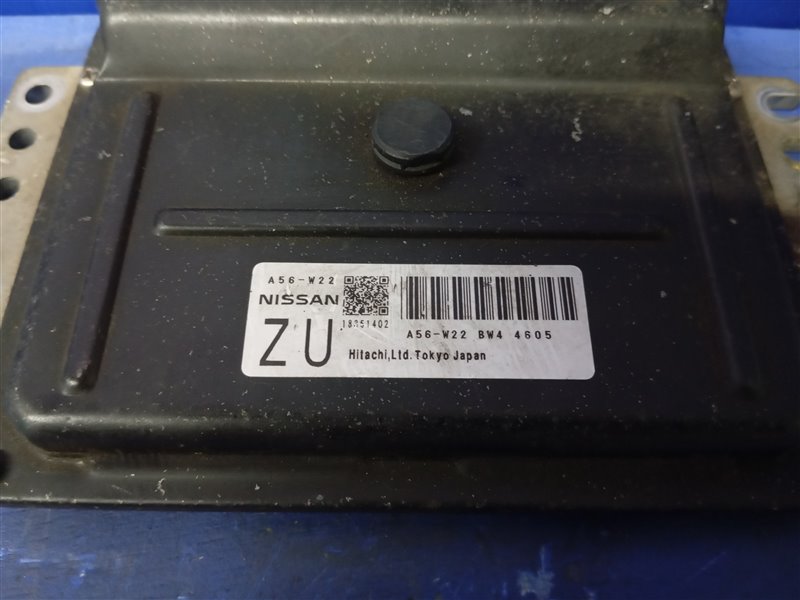 A56-W22
NISSAN
ZU
A56-W22 BW4 4605
Hitachi,Ltd. Tokyo Japan